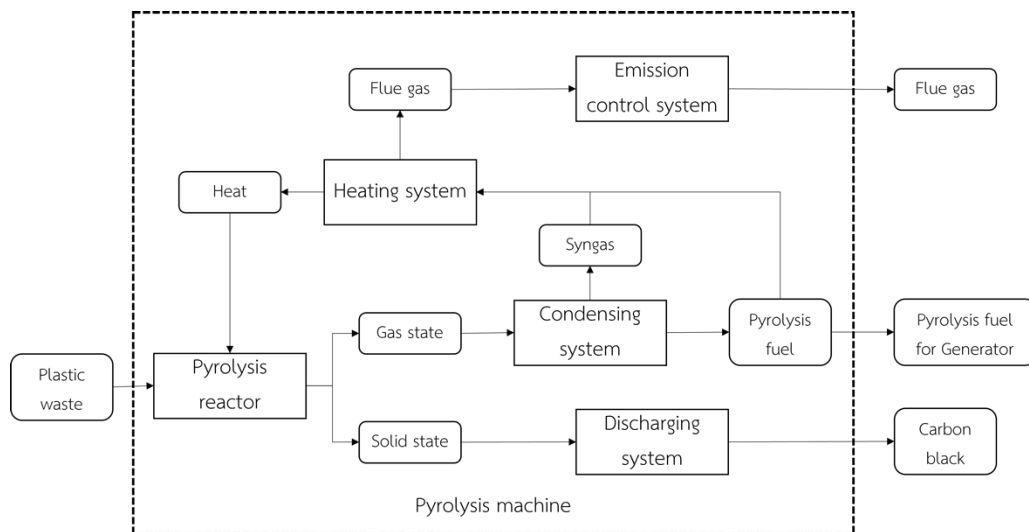 Flue gas
Emission
control system
Flue gas
Heat
Heating system
Syngas
Gas state
Condensing
system
Pyrolysis
fuel
Pyrolysis fuel
for Generator
Plastic
waste
Pyrolysis
reactor
Solid state
Discharging
system
Carbon
black
Pyrolysis machine